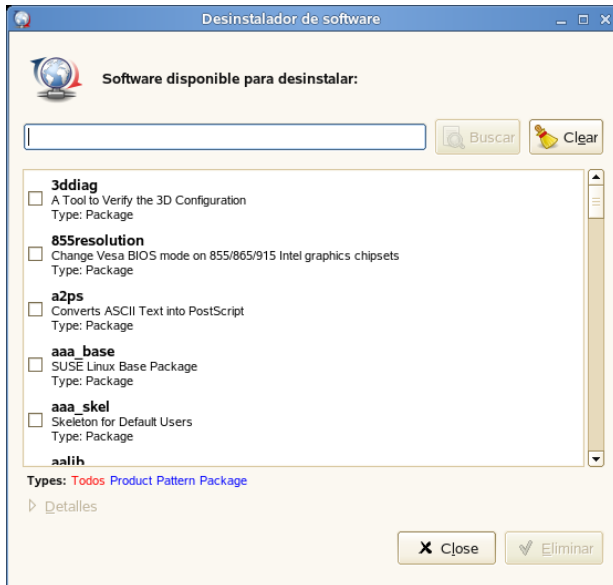 Desinstalador de software
Software disponible para desinstalar:
Buscar
Clear
3ddiag
A Tool to Verify the 3D Configuration
Type: Package
855resolution
Change Vesa BIOS mode on 855/865/915 Intel graphics chipsets
Type: Package
a2ps
Converts ASCII Text into PostScript
Type: Package
aaa_base
SUSE Linux Base Package
Type: Package
aaa_skel
Skeleton for Default Users
Type: Package
aalib
Types: Todos Product Pattern Package
Detalles
Close
Eliminar